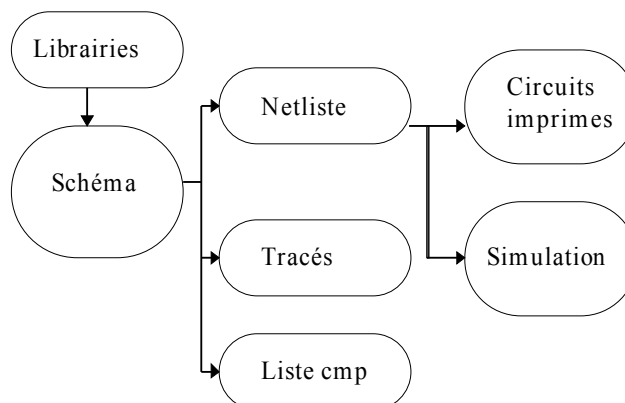 Librairies
Schéma
Netliste
Tracés
Liste cmp
Circuits
imprimes
Simulation